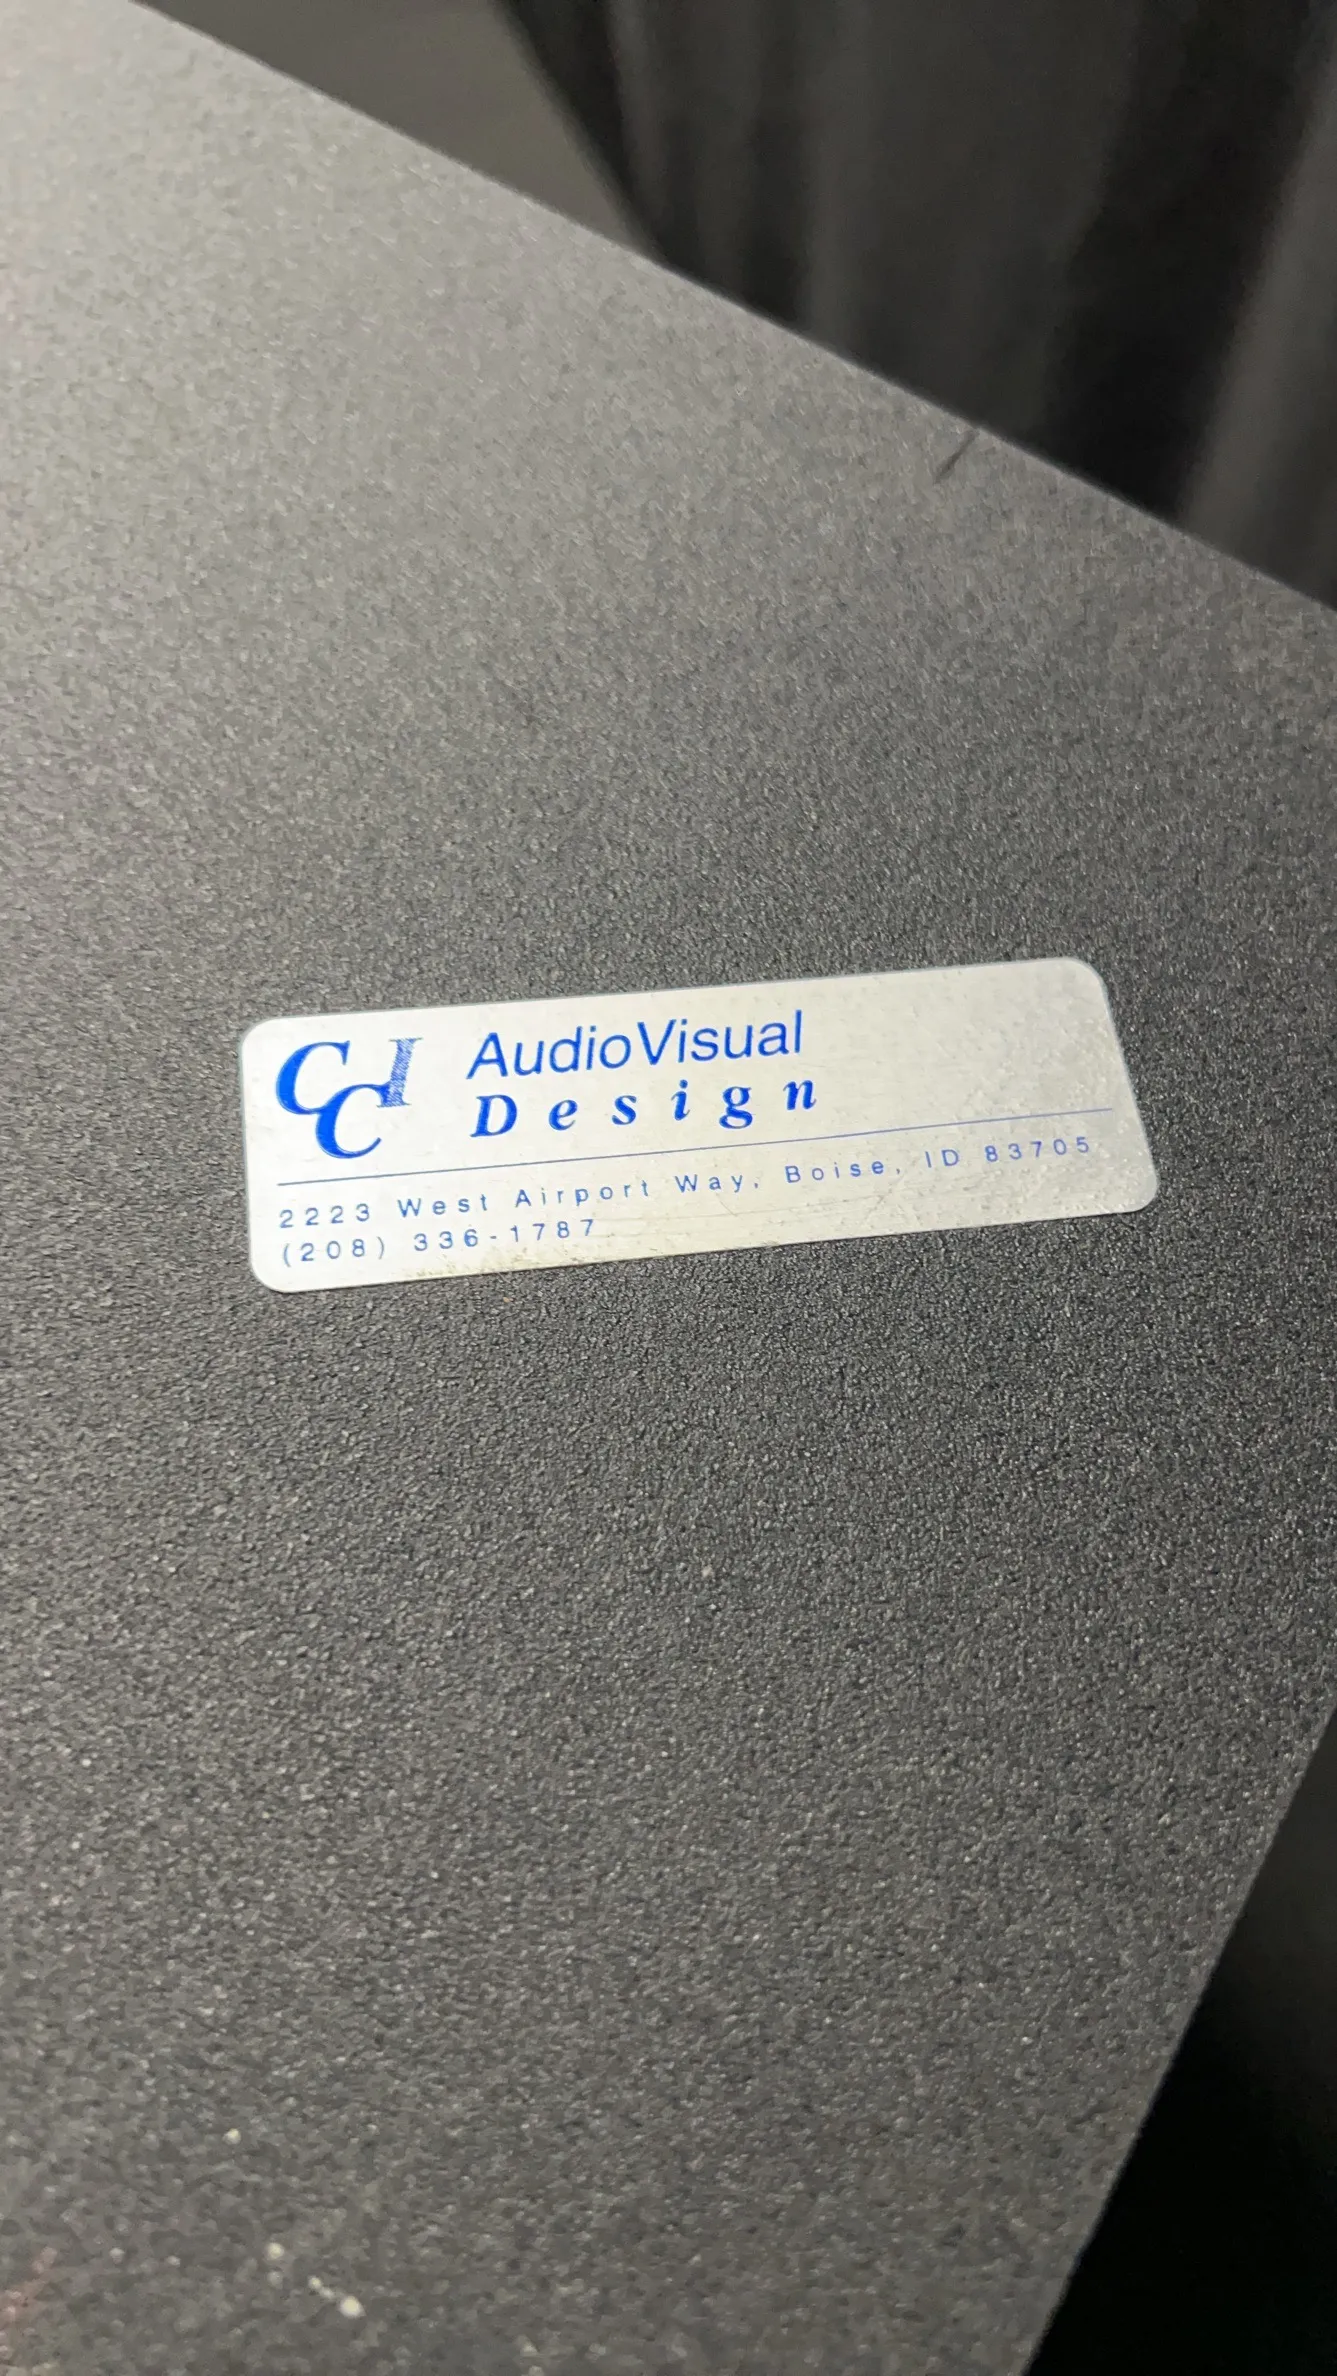 CCI AudioVisual
Design
2223 West Airport Way, Boise, ID 83705
(208) 336-1787